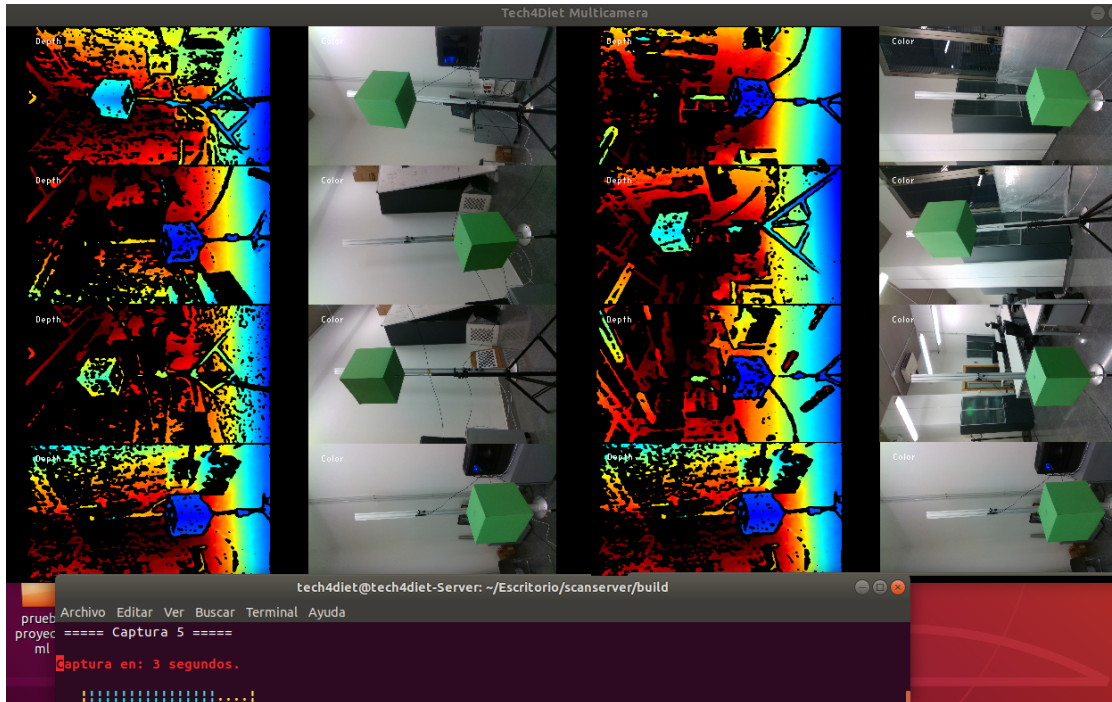 Tech4Diet Multicamera
Depth
Color
Depth
Color
Depth
Color
Depth
Color
Depth
Color
Depth
Color
Depth
Color
Depth
Color
prueb
proyec
ml
tech4diet@tech4diet-Server: ~/Escritorio/scanserver/build
Archivo Editar Ver Buscar Terminal Ayuda
===== Captura 5 =====
Captura en: 3 segundos.